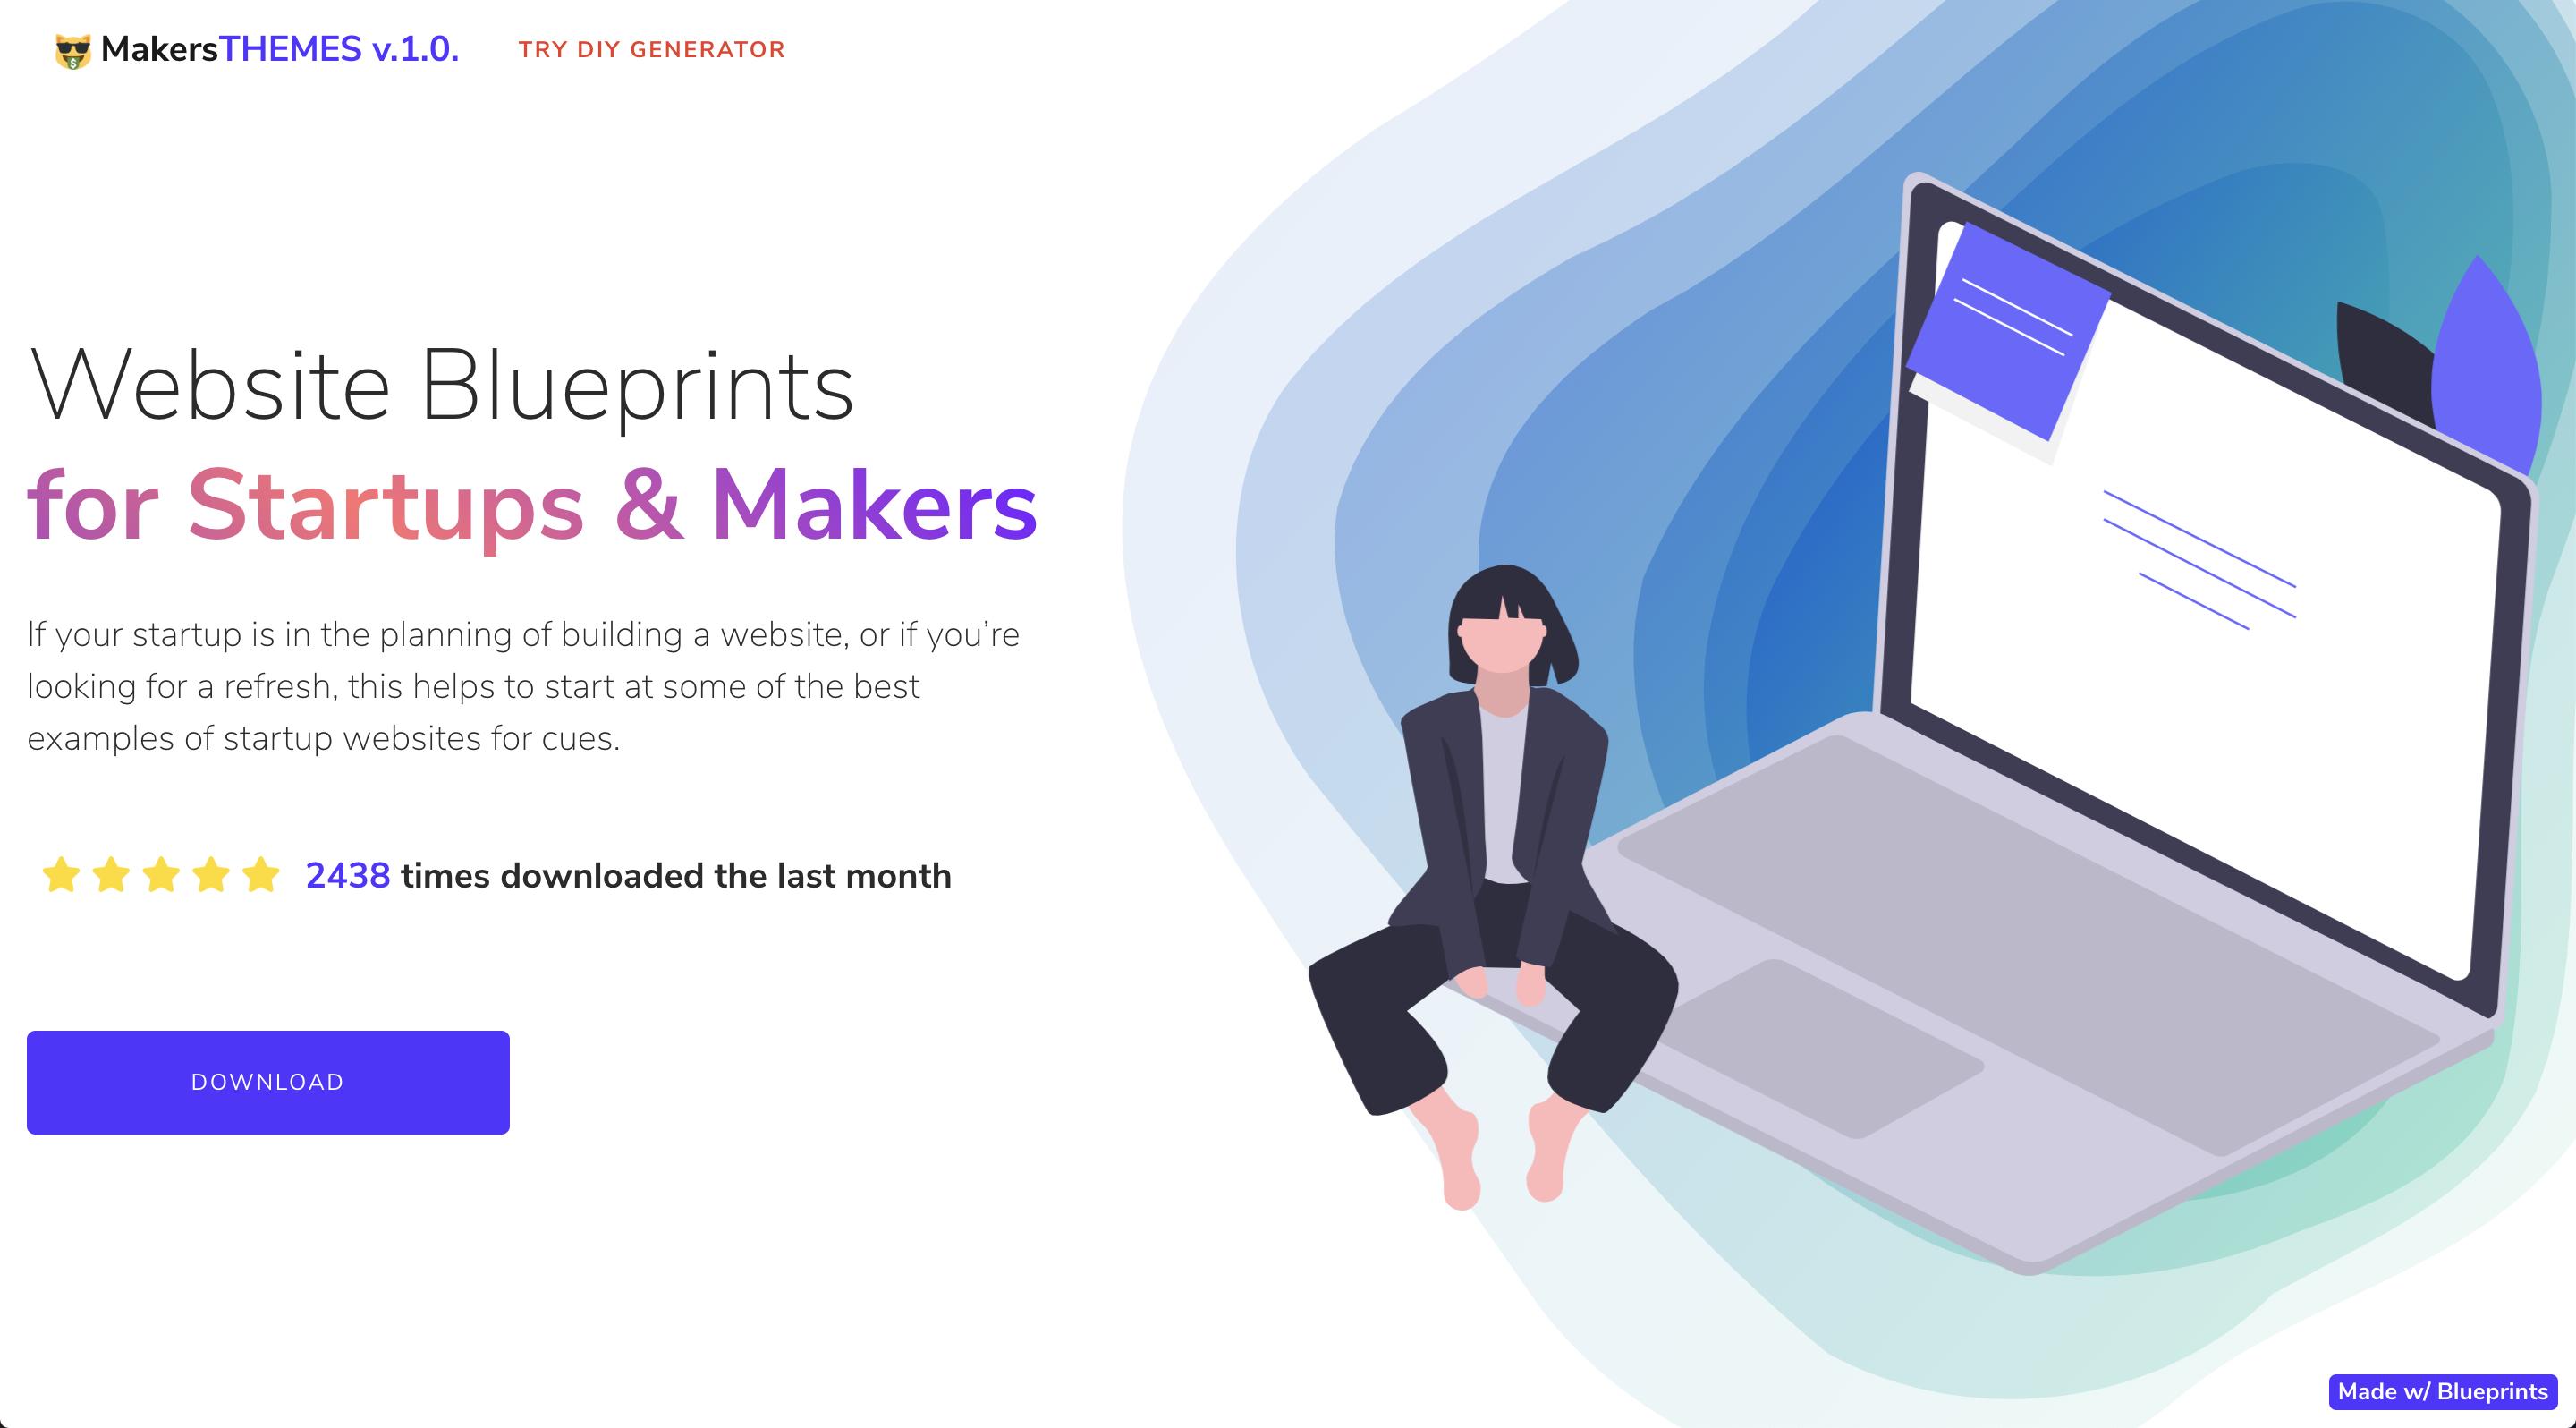 MakersTHEMES v.1.0.
TRY DIY GENERATOR
Website Blueprints
for Startups & Makers
If your startup is in the planning of building a website, or if you’re
looking for a refresh, this helps to start at some of the best
examples of startup websites for cues.
2438 times downloaded the last month
DOWNLOAD
Made w/ Blueprints